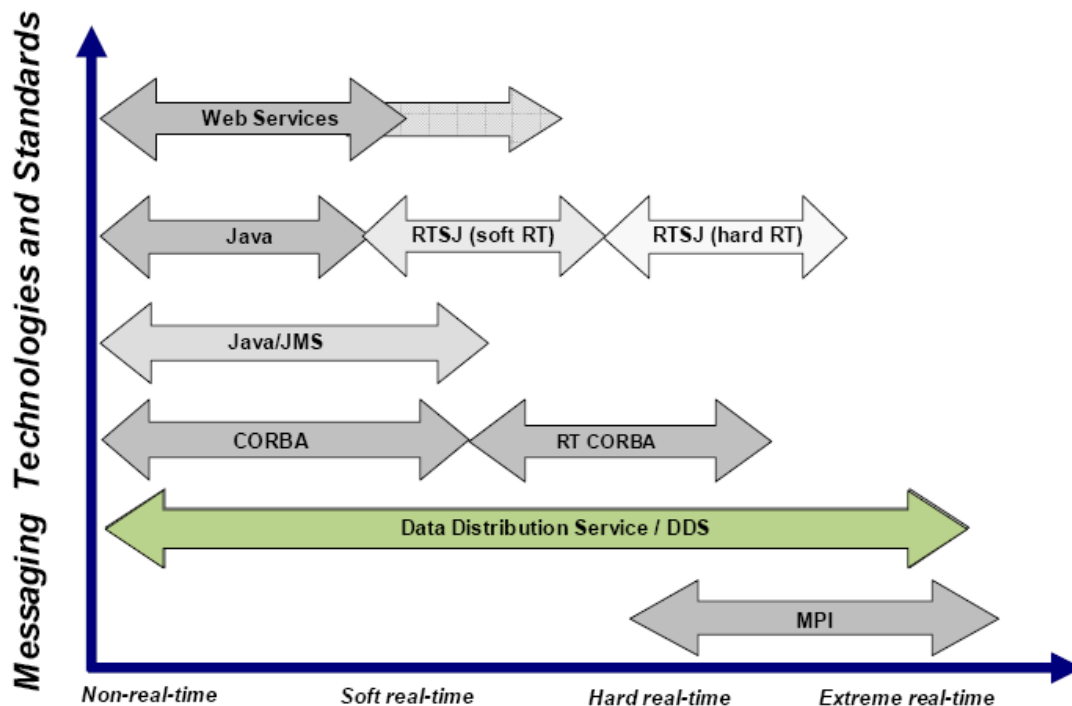 Messaging Technologies and Standards
Web Services
Java
RTSJ (soft RT)
RTSJ (hard RT)
Java/JMS
CORBA
RT CORBA
Data Distribution Service / DDS
MPI
Non-real-time
Soft real-time
Hard real-time
Extreme real-time